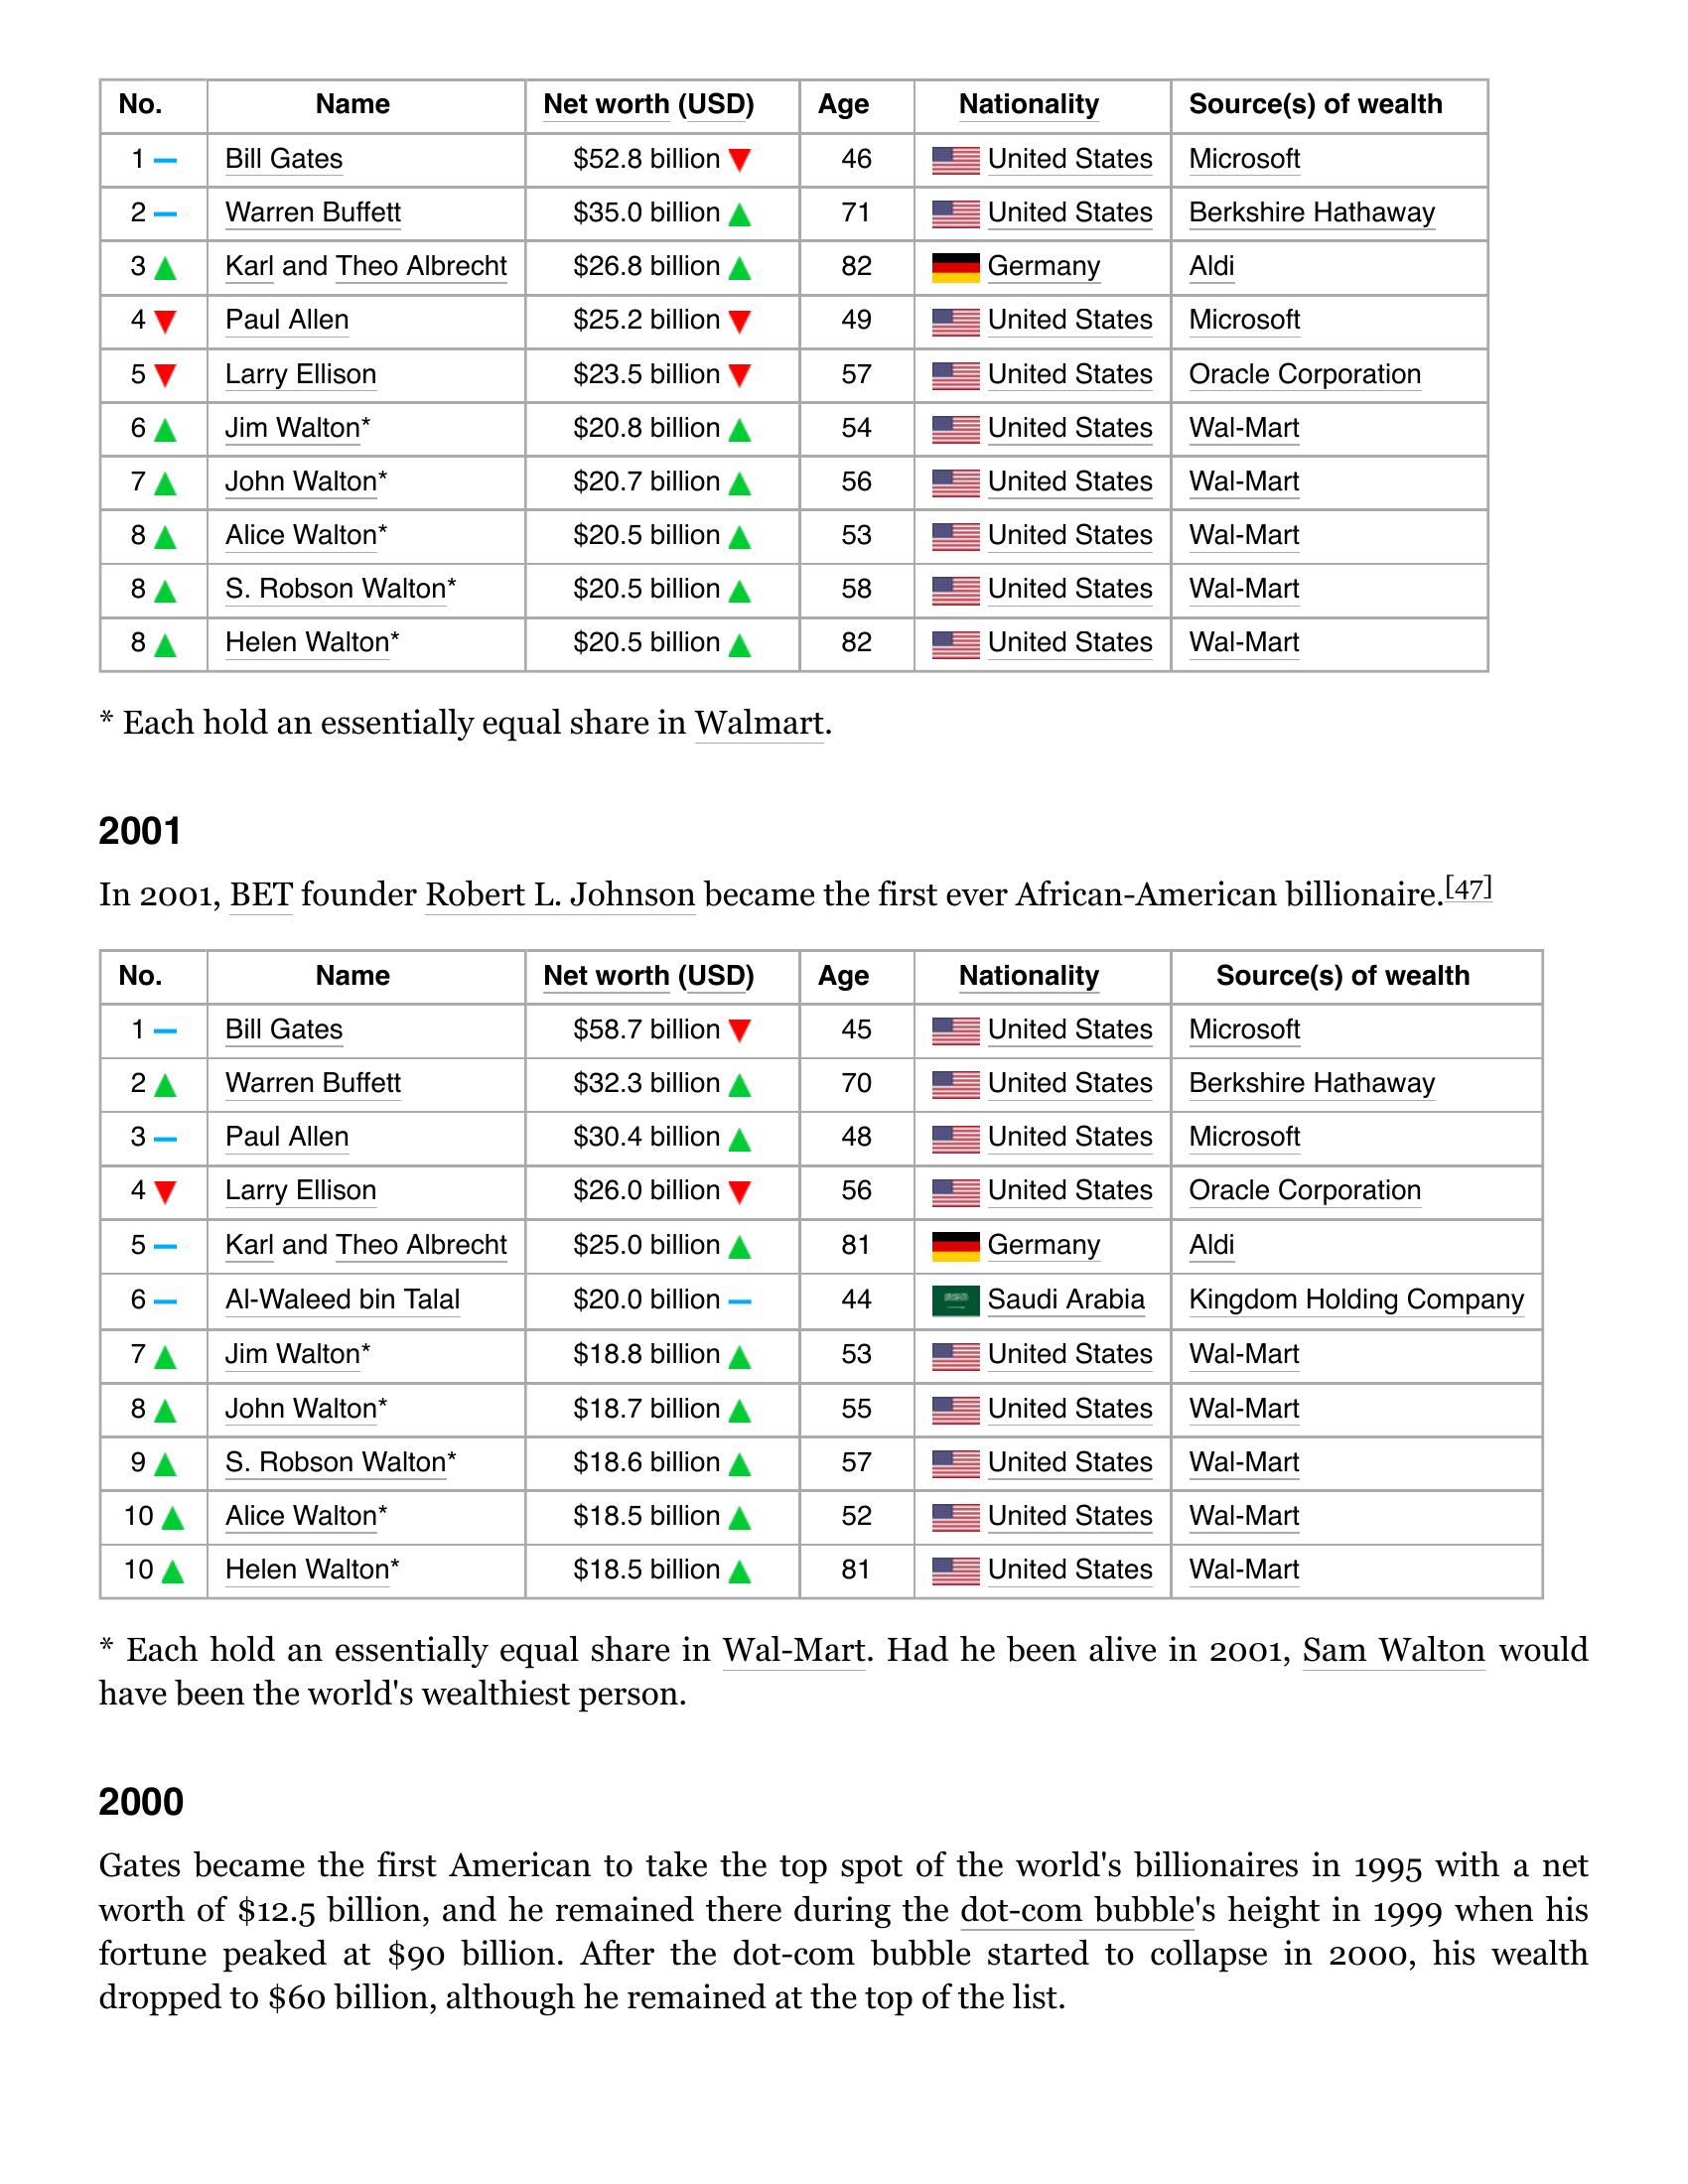 No. Name Net worth (USD) Age Nationality Source(s) of wealth
1 Bill Gates $52.8 billion 46 United States Microsoft
2 Warren Buffett $35.0 billion 71 United States Berkshire Hathaway
3 Karl and Theo Albrecht $26.8 billion 82 Germany Aldi
4 Paul Allen $25.2 billion 49 United States Microsoft
5 Larry Ellison $23.5 billion 57 United States Oracle Corporation
6 Jim Walton* $20.8 billion 54 United States Wal-Mart
7 John Walton* $20.7 billion 56 United States Wal-Mart
8 Alice Walton* $20.5 billion 53 United States Wal-Mart
8 S. Robson Walton* $20.5 billion 58 United States Wal-Mart
8 Helen Walton* $20.5 billion 82 United States Wal-Mart
* Each hold an essentially equal share in Walmart.
2001
In 2001, BET founder Robert L. Johnson became the first ever African-American billionaire.[47]
No. Name Net worth (USD) Age Nationality Source(s) of wealth
1 Bill Gates $58.7 billion 45 United States Microsoft
2 Warren Buffett $32.3 billion 70 United States Berkshire Hathaway
3 Paul Allen $30.4 billion 48 United States Microsoft
4 Larry Ellison $26.0 billion 56 United States Oracle Corporation
5 Karl and Theo Albrecht $25.0 billion 81 Germany Aldi
6 Al-Waleed bin Talal $20.0 billion 44 Saudi Arabia Kingdom Holding Company
7 Jim Walton* $18.8 billion 53 United States Wal-Mart
8 John Walton* $18.7 billion 55 United States Wal-Mart
9 S. Robson Walton* $18.6 billion 57 United States Wal-Mart
10 Alice Walton* $18.5 billion 52 United States Wal-Mart
10 Helen Walton* $18.5 billion 81 United States Wal-Mart
* Each hold an essentially equal share in Wal-Mart. Had he been alive in 2001, Sam Walton would
have been the world's wealthiest person.
2000
Gates became the first American to take the top spot of the world's billionaires in 1995 with a net
worth of $12.5 billion, and he remained there during the dot-com bubble's height in 1999 when his
fortune peaked at $90 billion. After the dot-com bubble started to collapse in 2000, his wealth
dropped to $60 billion, although he remained at the top of the list.